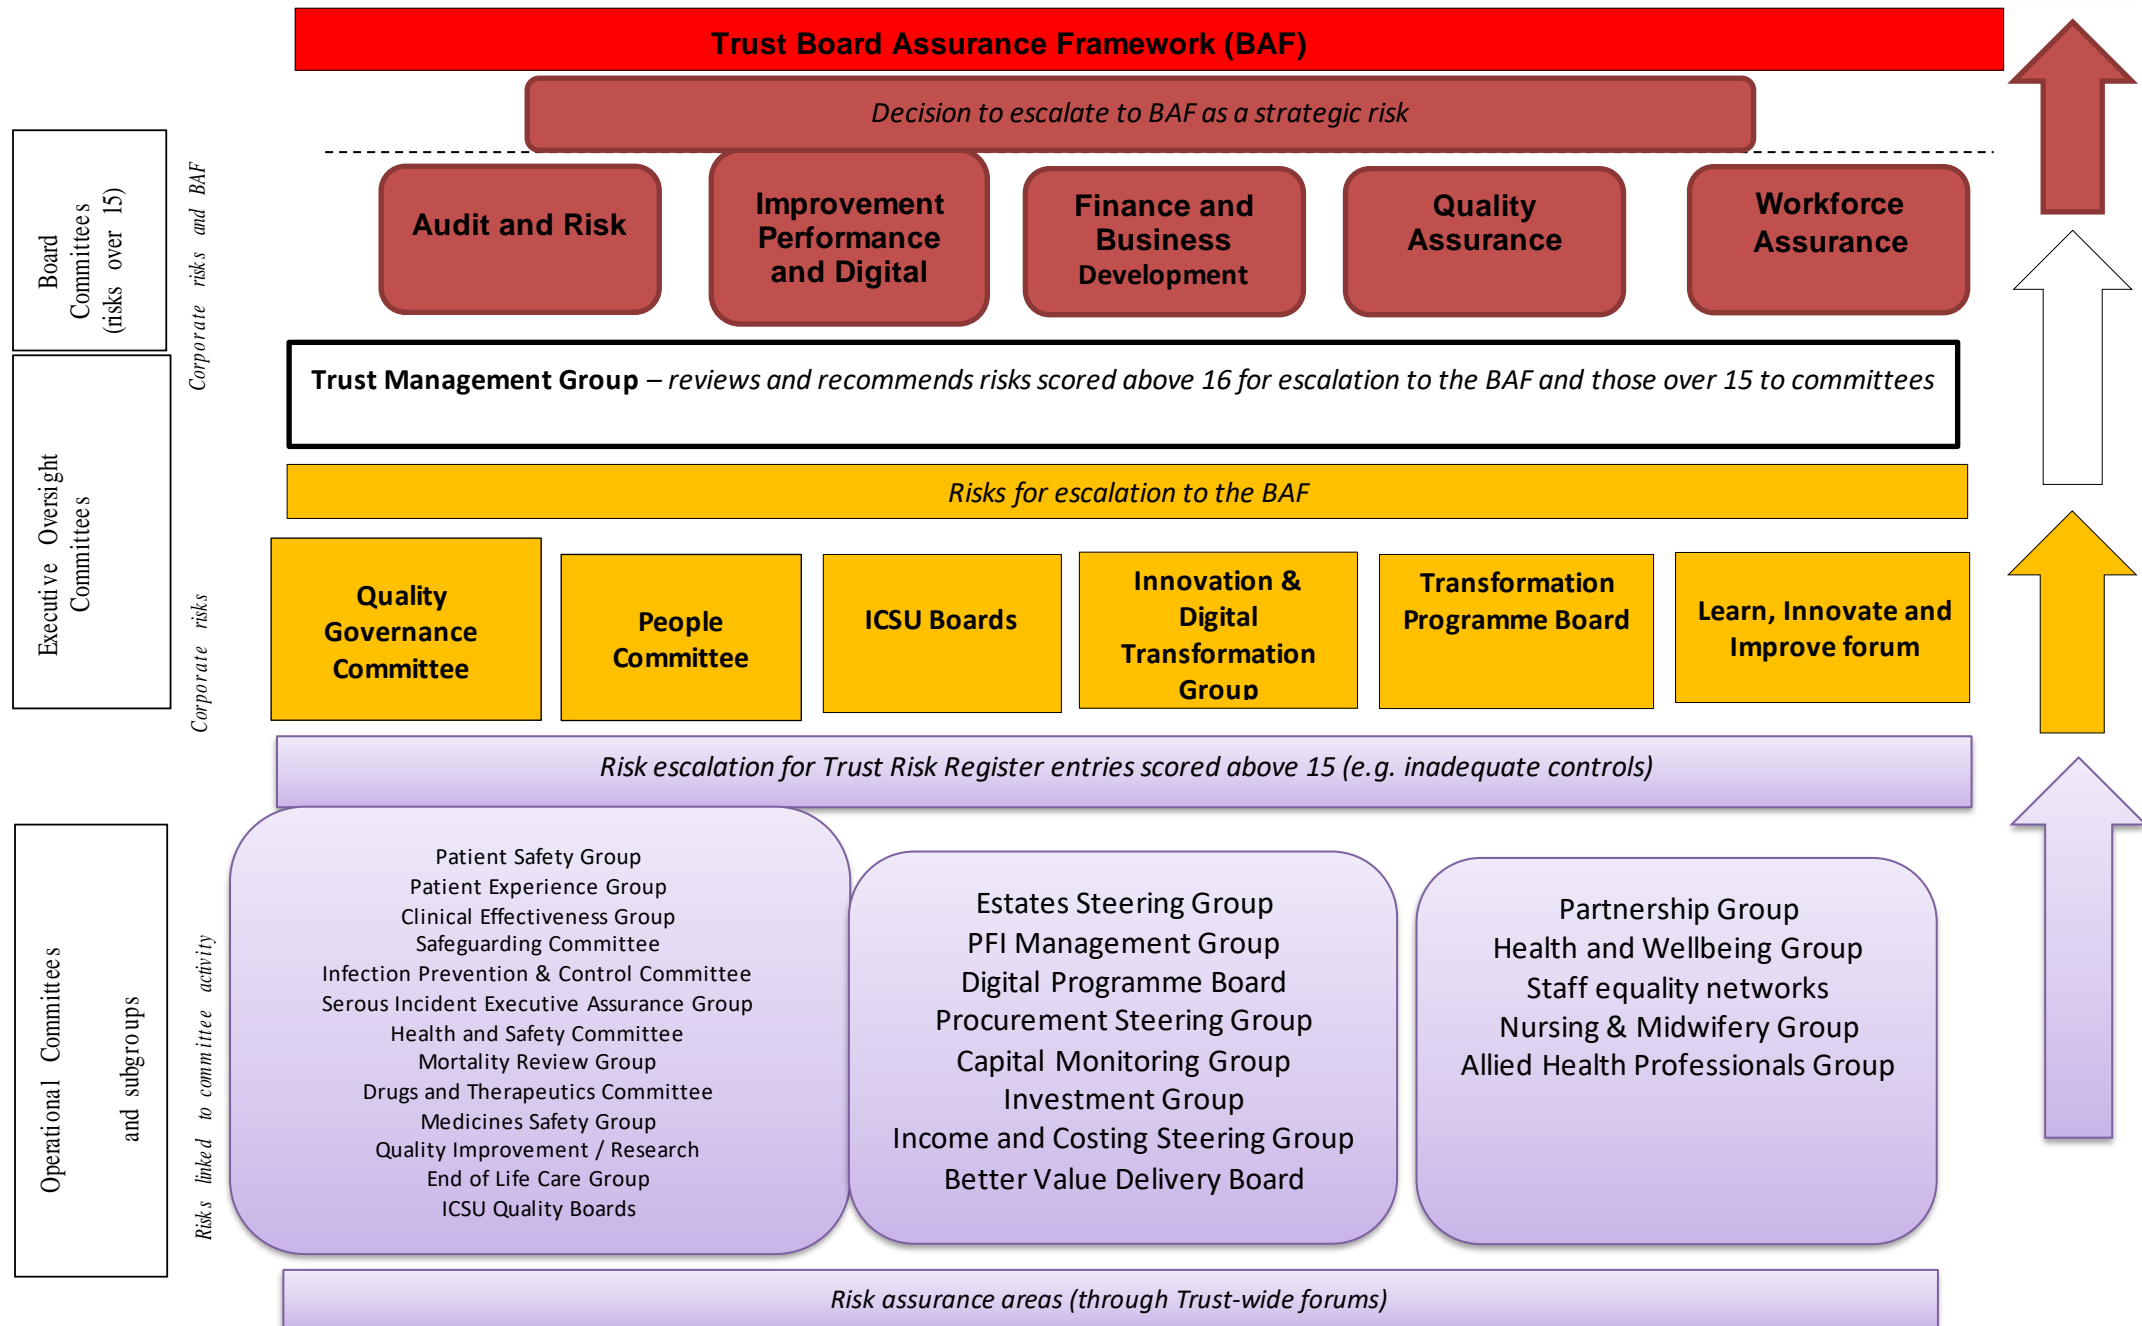 Trust Board Assurance Framework (BAF)
Decision to escalate to BAF as a strategic risk
Board
Committees
(risks over 15)
Corporate risks and BAF
Audit and Risk
Improvement
Performance
and Digital
Finance and
Business
Development
Quality
Assurance
Workforce
Assurance
Trust Management Group – reviews and recommends risks scored above 16 for escalation to the BAF and those over 15 to committees
Executive Oversight
Committees
Corporate risks
Risks for escalation to the BAF
Quality
Governance
Committee
People
Committee
ICSU Boards
Innovation &
Digital
Transformation
Group
Transformation
Programme Board
Learn, Innovate and
Improve forum
Risk escalation for Trust Risk Register entries scored above 15 (e.g. inadequate controls)
Operational Committees
and subgroups
Risks linked to committee activity
Patient Safety Group
Patient Experience Group
Clinical Effectiveness Group
Safeguarding Committee
Infection Prevention & Control Committee
Serous Incident Executive Assurance Group
Health and Safety Committee
Mortality Review Group
Drugs and Therapeutics Committee
Medicines Safety Group
Quality Improvement / Research
End of Life Care Group
ICSU Quality Boards
Estates Steering Group
PFI Management Group
Digital Programme Board
Procurement Steering Group
Capital Monitoring Group
Investment Group
Income and Costing Steering Group
Better Value Delivery Board
Partnership Group
Health and Wellbeing Group
Staff equality networks
Nursing & Midwifery Group
Allied Health Professionals Group
Risk assurance areas (through Trust-wide forums)